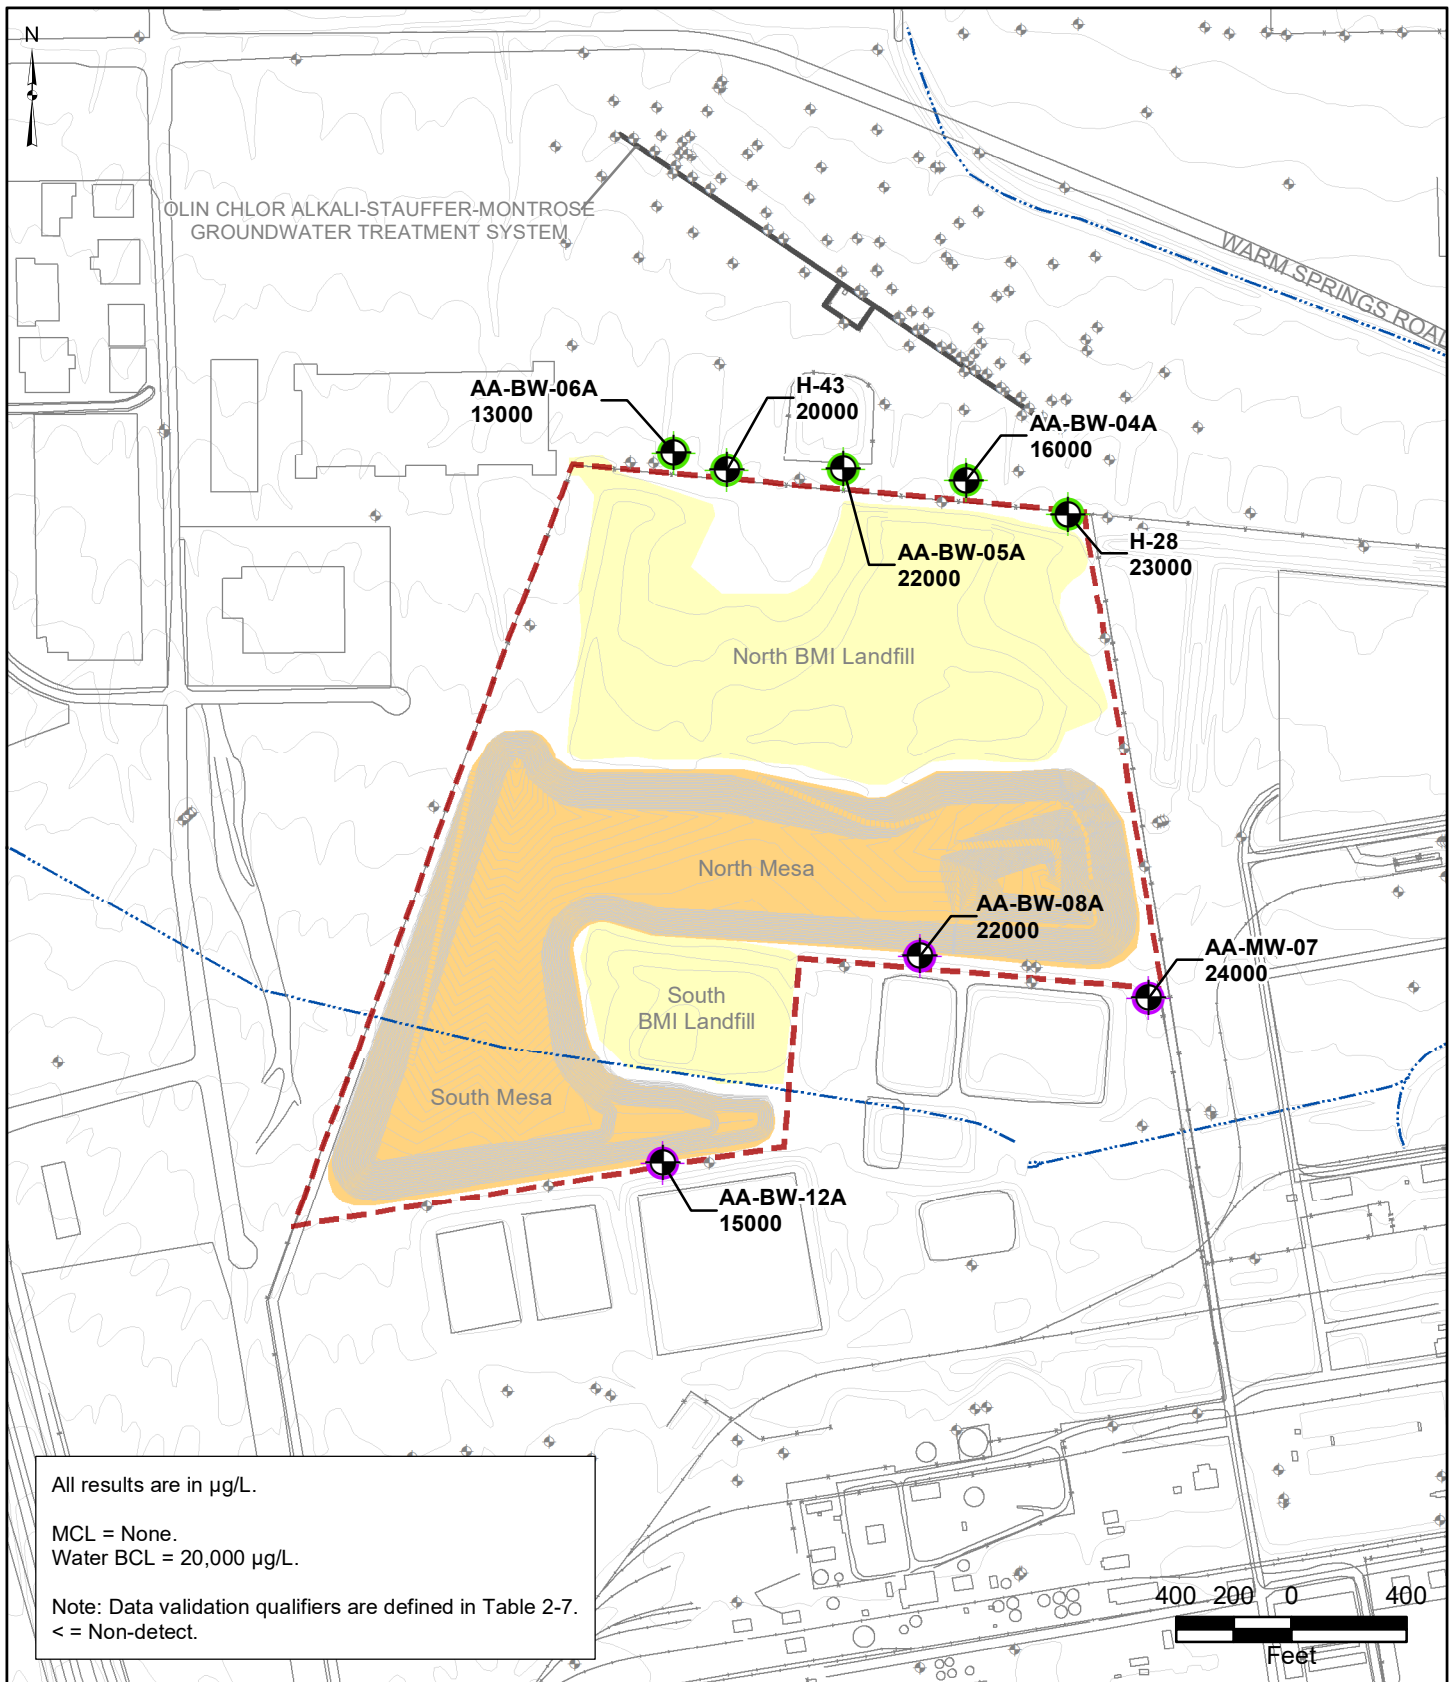 N
OLIN CHLOR ALKALI-STAUFFER-MONTROSE
GROUNDWATER TREATMENT SYSTEM
WARM SPRINGS ROAD
AA-BW-06A
13000
H-43
20000
AA-BW-04A
16000
AA-BW-05A
22000
H-28
23000
North BMI Landfill
North Mesa
AA-BW-08A
22000
AA-MW-07
24000
South
BMI Landfill
South Mesa
AA-BW-12A
15000
All results are in µg/L.
MCL = None.
Water BCL = 20,000 µg/L.
Note: Data validation qualifiers are defined in Table 2-7.
< = Non-detect.
400 200 0 400
Feet